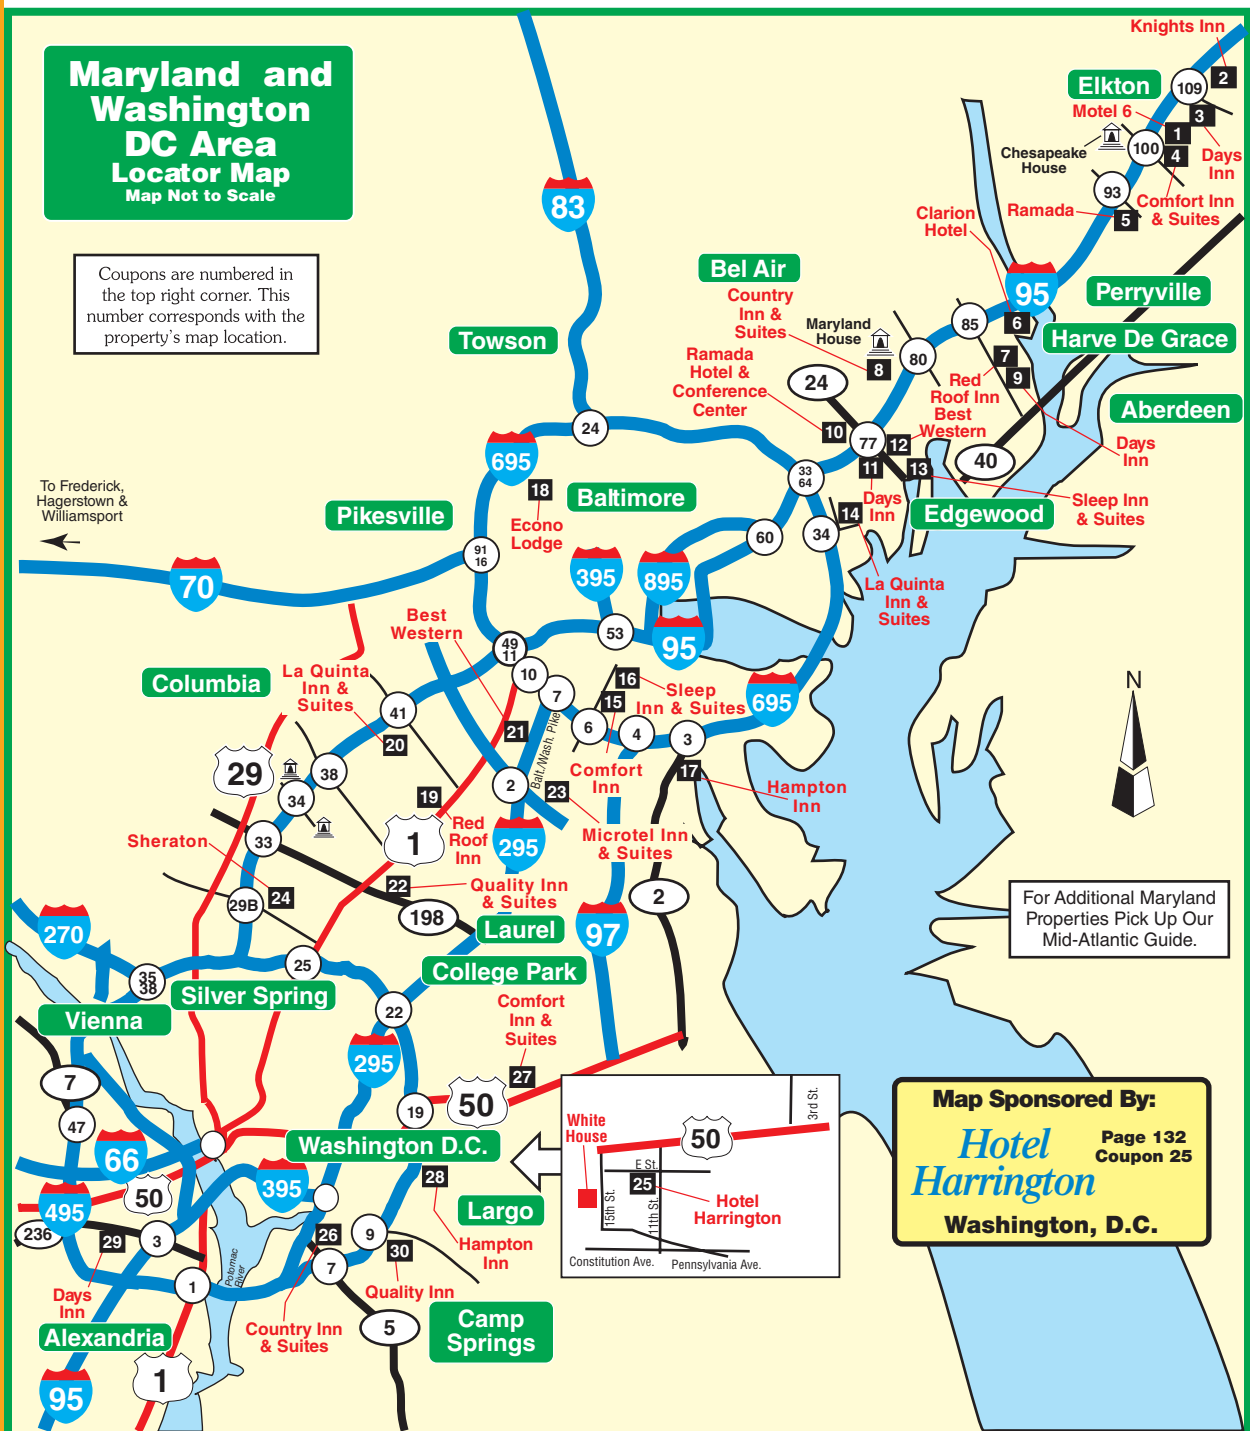 Maryland and
Washington
DC Area
Locator Map
Map Not to Scale
Coupons are numbered in
the top right corner. This
number corresponds with the
property's map location.
Knights Inn
2
Elkton
109
Motel 6
3
1
Chesapeake
House
100
4
Days
Inn
93
Comfort Inn
& Suites
Ramada
5
Clarion
Hotel
83
95
Perryville
Bel Air
Country
Inn &
Suites
Maryland
House
85
6
Harve De Grace
Towson
80
7
8
9
Ramada
Hotel &
Conference
Center
24
Red
Roof Inn
Best
Western
Aberdeen
24
10
77
12
Days
Inn
695
40
11
13
33
64
18
Baltimore
Days
Inn
Sleep Inn
& Suites
To Frederick,
Hagerstown &
Williamsport
Pikesville
Econo
Lodge
14
Edgewood
60
34
91
16
70
395
895
La Quinta
Inn &
Suites
Best
Western
53
95
49
11
Columbia
La Quinta
Inn &
Suites
10
16
Sleep
Inn & Suites
695
N
7
15
41
21
6
4
3
20
Balt./Wash. Pike
29
38
Comfort
Inn
17
Hampton
Inn
2
23
34
19
Red
Roof
Inn
Microtel Inn
& Suites
1
295
Sheraton
33
22
Quality Inn
& Suites
24
29B
198
2
For Additional Maryland
Properties Pick Up Our
Mid-Atlantic Guide.
270
Laurel
97
25
College Park
35
38
Silver Spring
Comfort
Inn &
Suites
Vienna
22
295
27
7
50
19
47
Map Sponsored By:
Hotel
Harrington
Page 132
Coupon 25
Washington, D.C.
White
House
50
3rd St.
E St.
25
15th St.
11th St.
Hotel
Harrington
Constitution Ave.
Pennsylvania Ave.
Washington D.C.
66
28
50
395
495
Largo
236
29
3
26
9
30
Hampton
Inn
Potomac
River
7
1
Days
Inn
Quality Inn
Country Inn
& Suites
5
Camp
Springs
Alexandria
1
95